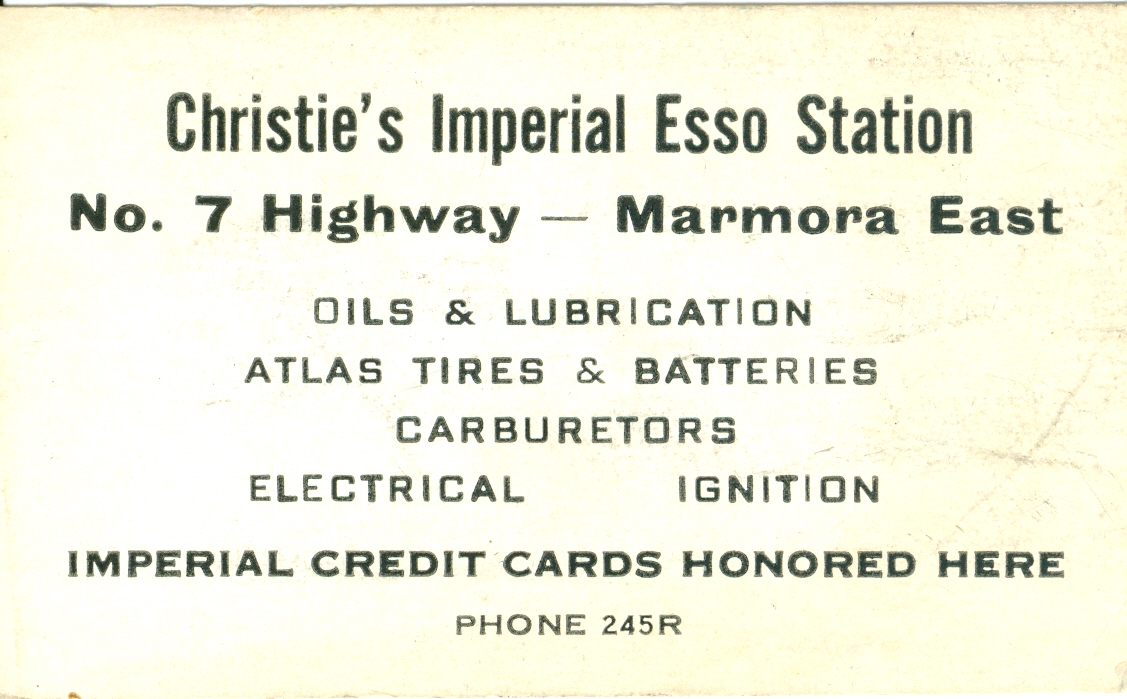 Christie's Imperial Esso Station
No. 7 Highway — Marmora East
OILS & LUBRICATION
ATLAS TIRES & BATTERIES
CARBURETORS
ELECTRICAL IGNITION
IMPERIAL CREDIT CARDS HONORED HERE
PHONE 245R